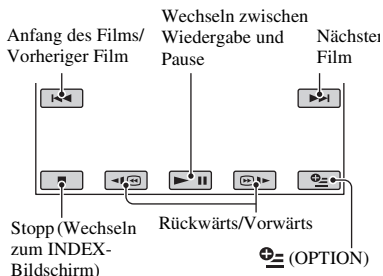 Anfang des Films/
Vorheriger Film
Wechseln zwischen
Wiedergabe und
Pause
Nächster
Film
Stopp (Wechseln
zum INDEX-
Bildschirm)
Rückwärts/Vorwärts
(OPTION)